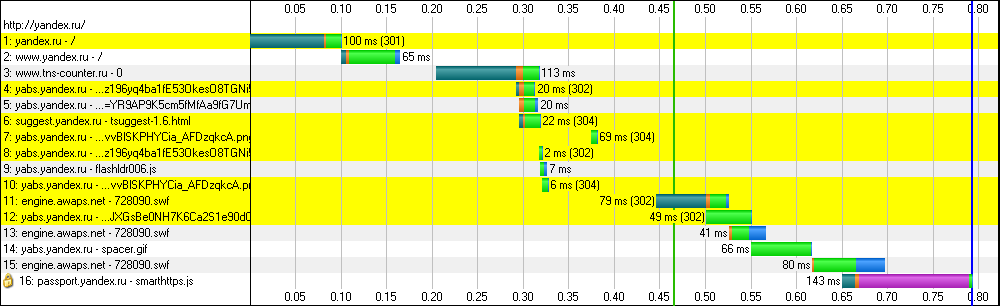 0.05 0.10 0.15 0.20 0.25 0.30 0.35 0.40 0.45 0.50 0.55 0.60 0.65 0.70 0.75 0.80
http://yandex.ru/
1: yandex.ru - / 100 ms (301)
2: www.yandex.ru - / 65 ms
3: www.tns-counter.ru - 0 113 ms
4: yabs.yandex.ru - ...z196yq4ba1fE53OkesO8TGNi 20 ms (302)
5: yabs.yandex.ru - ...=YR9AP9K5cm5fMfAa9fG7Um 20 ms
6: suggest.yandex.ru - tsuggest-1.6.html 22 ms (304)
7: yabs.yandex.ru - ...vvBISKPHYCia_AFDzqkcA.pn 69 ms (304)
8: yabs.yandex.ru - ...z196yq4ba1fE53OkesO8TGNi 2 ms (302)
9: yabs.yandex.ru - flashldr006.js 7 ms
10: yabs.yandex.ru - ...vvBISKPHYCia_AFDzqkcA.p 6 ms (304)
11: engine.awaps.net - 728090.swf 79 ms (302)
12: yabs.yandex.ru - ...JXGsBe0NH7K6Ca2S1e90d 49 ms (302)
13: engine.awaps.net - 728090.swf 41 ms
14: yabs.yandex.ru - spacer.gif 66 ms
15: engine.awaps.net - 728090.swf 80 ms
16: passport.yandex.ru - smarthttps.js 143 ms
0.05 0.10 0.15 0.20 0.25 0.30 0.35 0.40 0.45 0.50 0.55 0.60 0.65 0.70 0.75 0.80